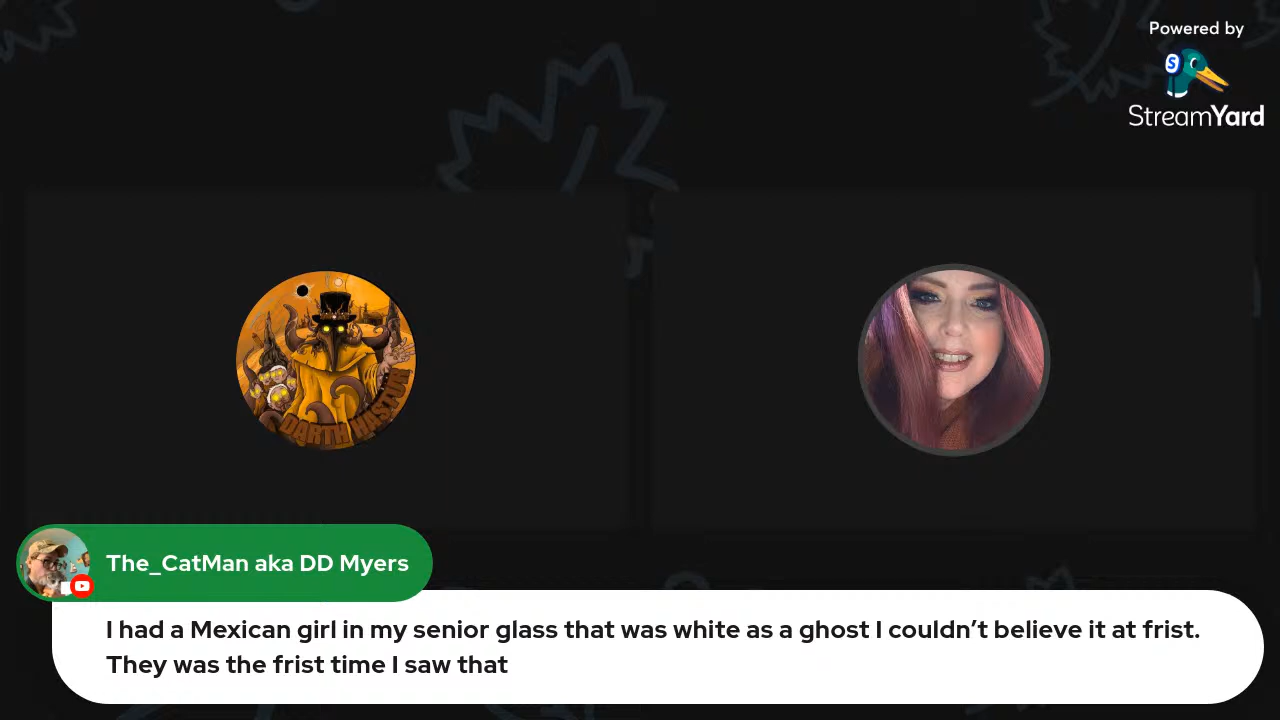 Powered by
StreamYard
DARTH HASTUR
The_CatMan aka DD Myers
I had a Mexican girl in my senior glass that was white as a ghost I couldn't believe it at frist.
They was the frist time I saw that